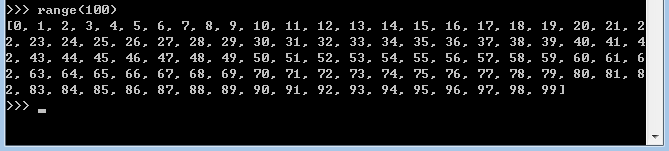 >>> range(100)
[0, 1, 2, 3, 4, 5, 6, 7, 8, 9, 10, 11, 12, 13, 14, 15, 16, 17, 18, 19, 20, 21, 2
2, 23, 24, 25, 26, 27, 28, 29, 30, 31, 32, 33, 34, 35, 36, 37, 38, 39, 40, 41, 4
2, 43, 44, 45, 46, 47, 48, 49, 50, 51, 52, 53, 54, 55, 56, 57, 58, 59, 60, 61, 6
2, 63, 64, 65, 66, 67, 68, 69, 70, 71, 72, 73, 74, 75, 76, 77, 78, 79, 80, 81, 8
2, 83, 84, 85, 86, 87, 88, 89, 90, 91, 92, 93, 94, 95, 96, 97, 98, 99]
>>> _